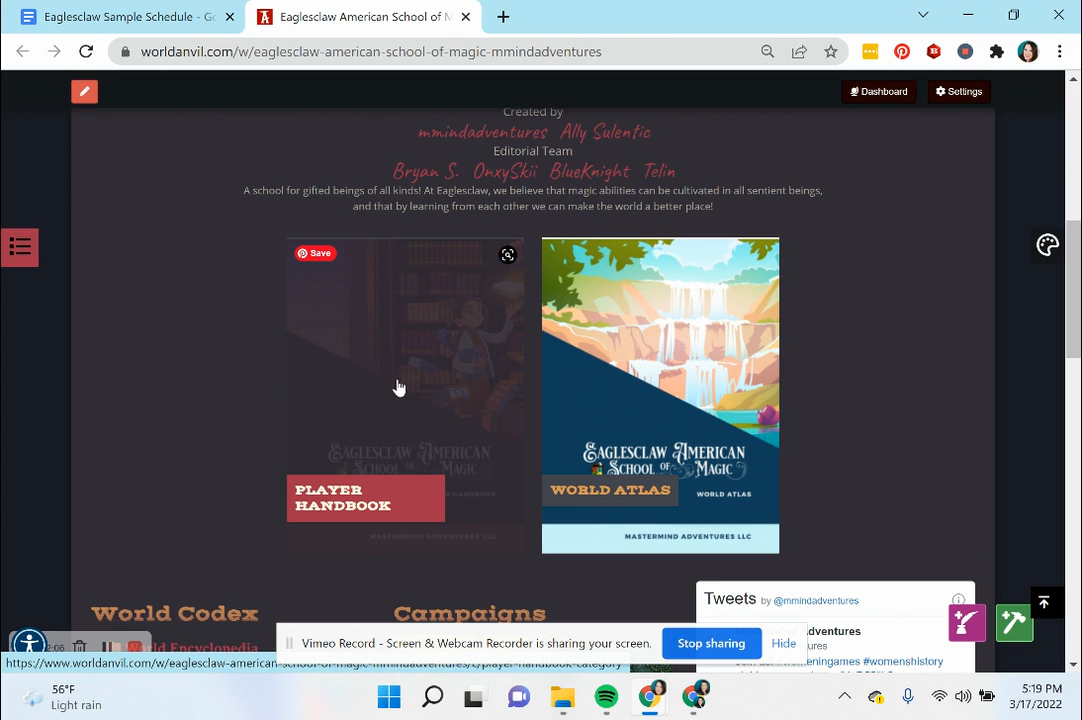 Eaglesclaw Sample Schedule - Go
Eaglesclaw American School of M
worldanvil.com/w/eaglesclaw-american-school-of-magic-mmindadventures
Dashboard
Settings
Created by
mmindadventures Ally Sulentic
Editorial Team
Bryan S. OnxySkii BlueKnight Telin
A school for gifted beings of all kinds! At Eaglesclaw, we believe that magic abilities can be cultivated in all sentient beings,
and that by learning from each other we can make the world a better place!
Save
EAGLESCLAW AMERICAN
SCHOOL OF MAGIC
PLAYER
HANDBOOK
HANDBOOK
MASTERMIND ADVENTURES LLC
EAGLESCLAW AMERICAN
SCHOOL OF MAGIC
WORLD ATLAS
WORLD ATLAS
MASTERMIND ADVENTURES LLC
World Codex
Campaigns
Tweets by @mmindadventures
World Encyclopedia
2:06
Vimeo Record - Screen & Webcam Recorder is sharing your screen.
Stop sharing
Hide
https://www.worldanvil.com/w/eaglesclaw-american-school-of-magic-mmindadventures/c/player-handbook-category
#womenshistory
56°F
Light rain
5:19 PM
3/17/2022